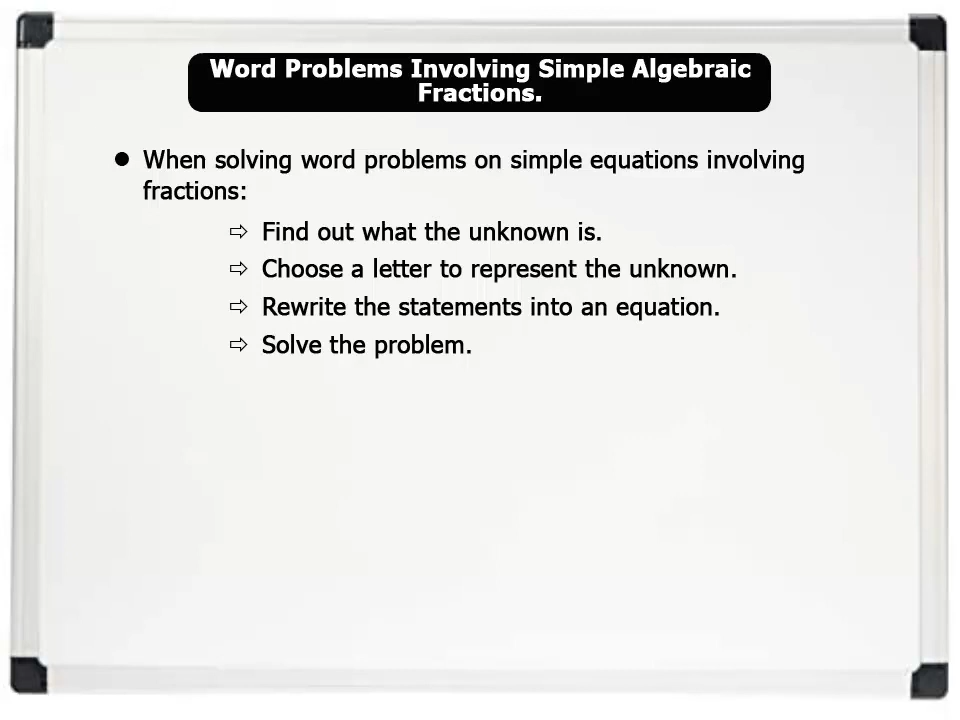 Word Problems Involving Simple Algebraic
Fractions.
● When solving word problems on simple equations involving
fractions:
⇨ Find out what the unknown is.
⇨ Choose a letter to represent the unknown.
⇨ Rewrite the statements into an equation.
⇨ Solve the problem.